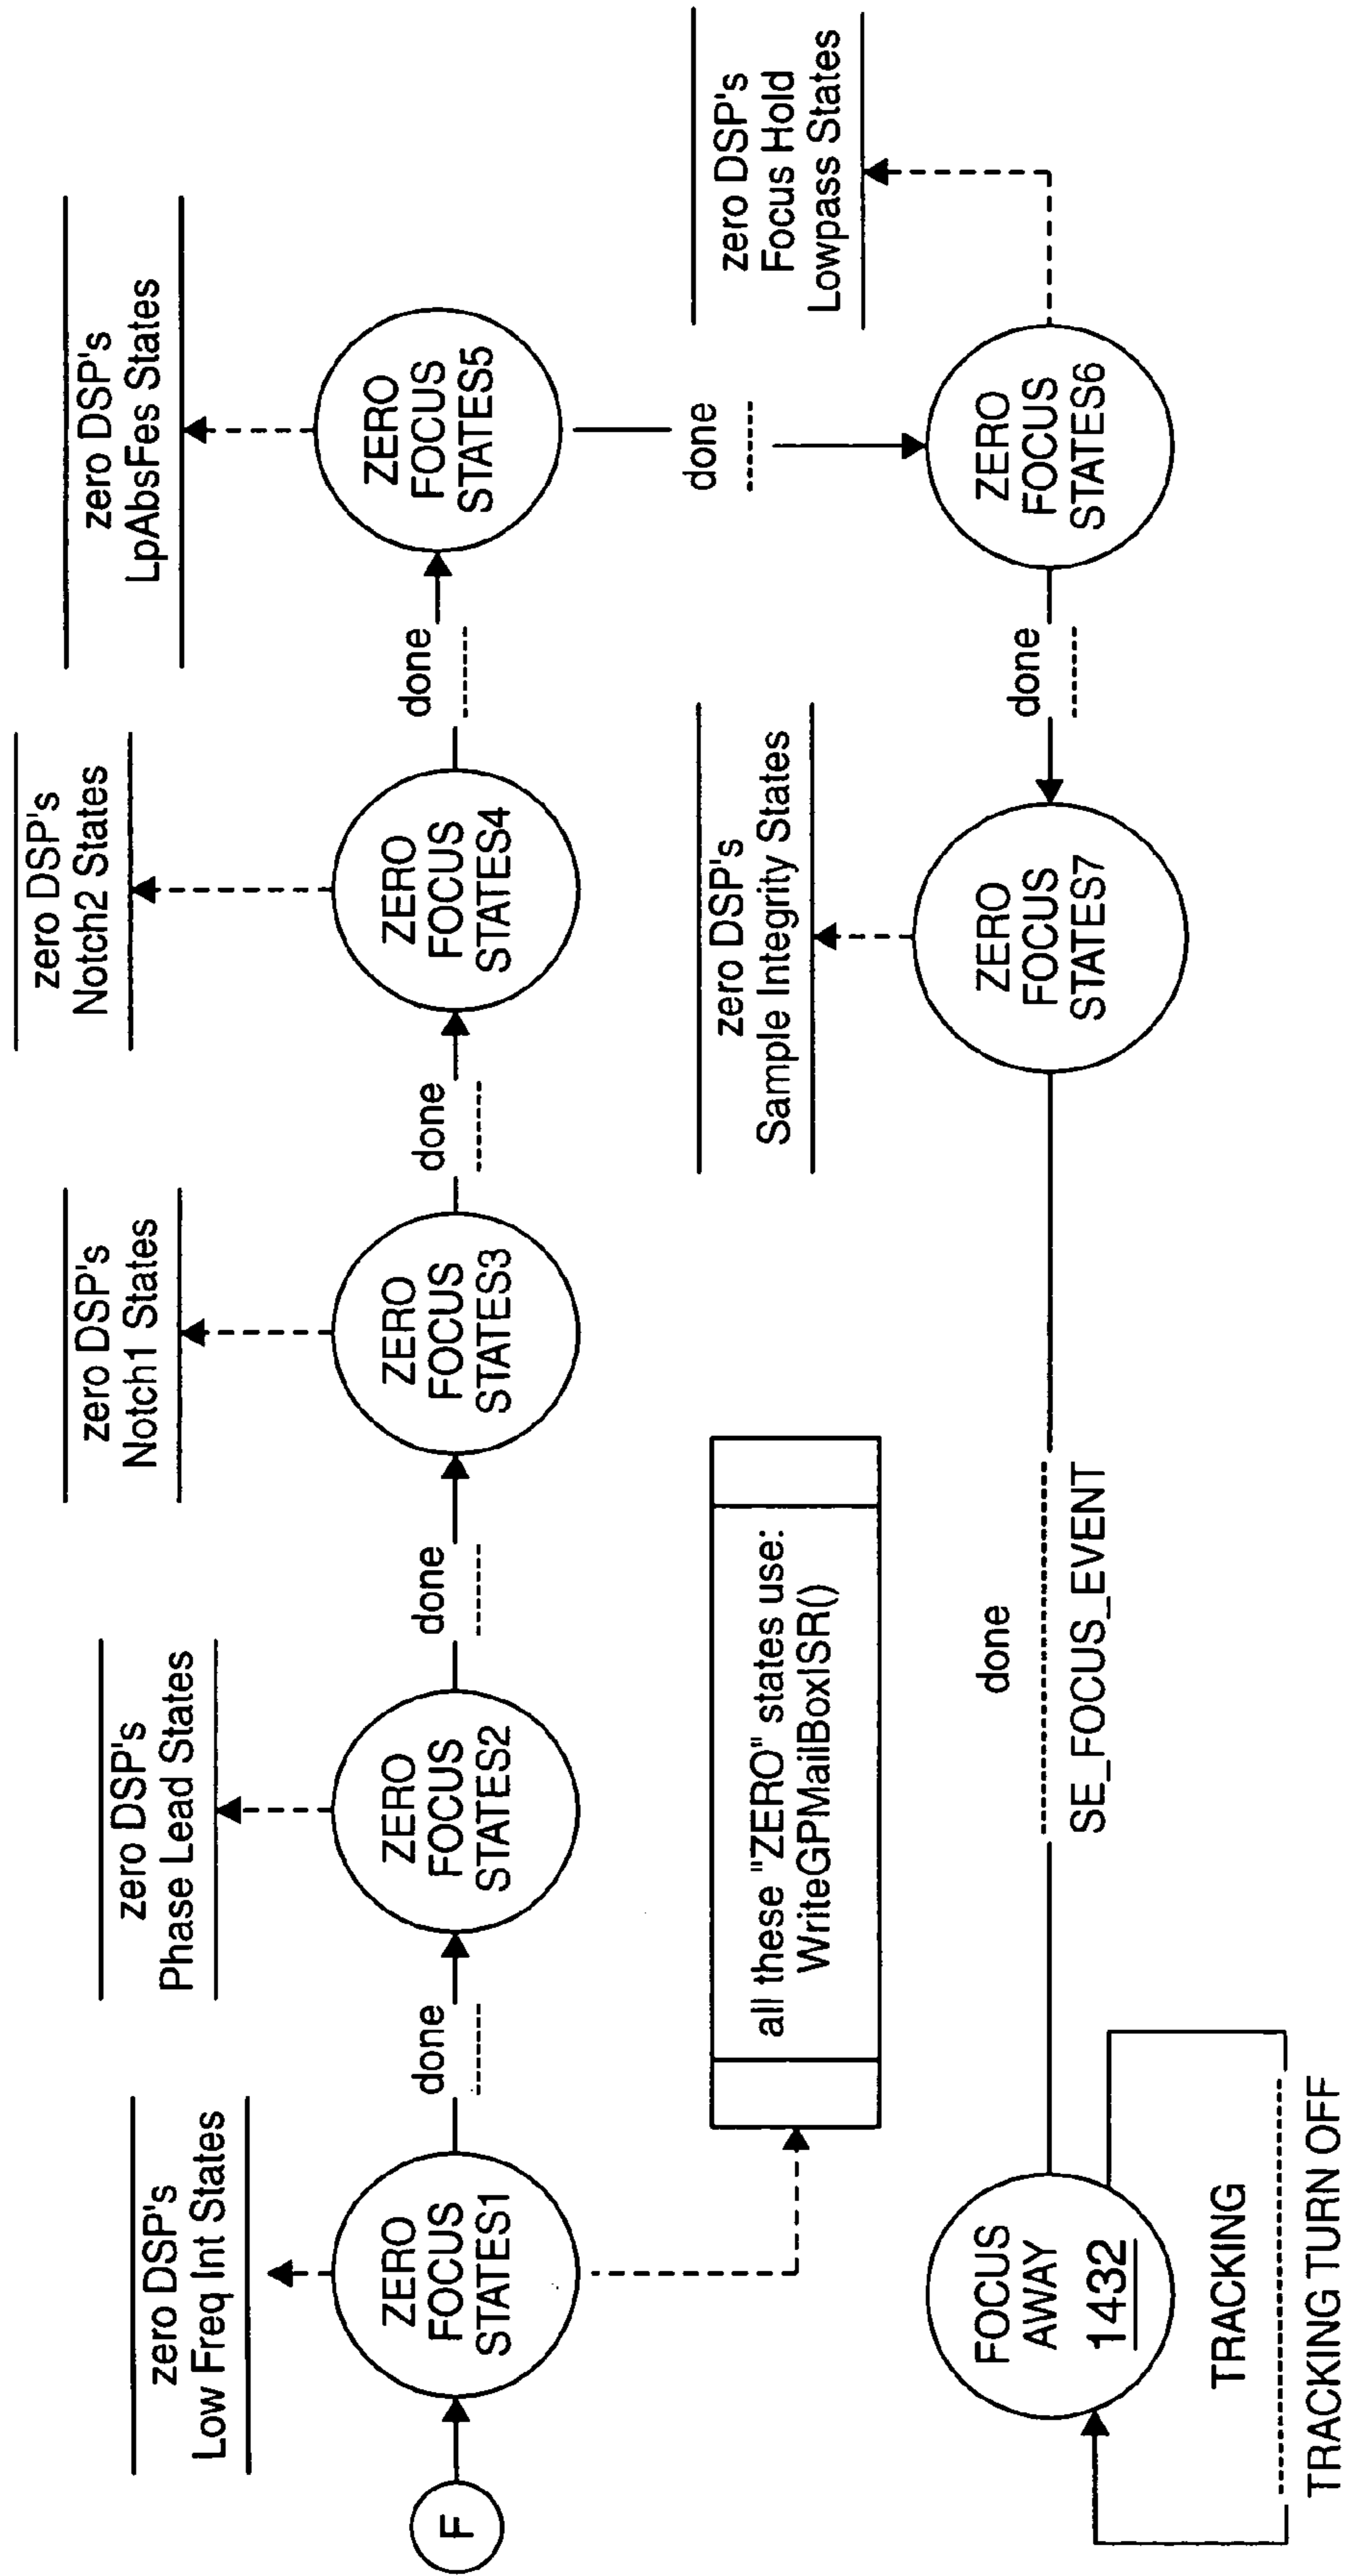 F
zero DSP's
Low Freq Int States
ZERO
FOCUS
STATES1
done
zero DSP's
Phase Lead States
ZERO
FOCUS
STATES2
done
zero DSP's
Notch1 States
ZERO
FOCUS
STATES3
done
zero DSP's
Notch2 States
ZERO
FOCUS
STATES4
done
zero DSP's
LpAbsFes States
ZERO
FOCUS
STATES5
done
zero DSP's
Focus Hold
Lowpass States
ZERO
FOCUS
STATES6
done
zero DSP's
Sample Integrity States
ZERO
FOCUS
STATES7
all these "ZERO" states use:
WriteGPMailBoxISR()
done
SE_FOCUS_EVENT
FOCUS
AWAY
1432
TRACKING
TRACKING TURN OFF